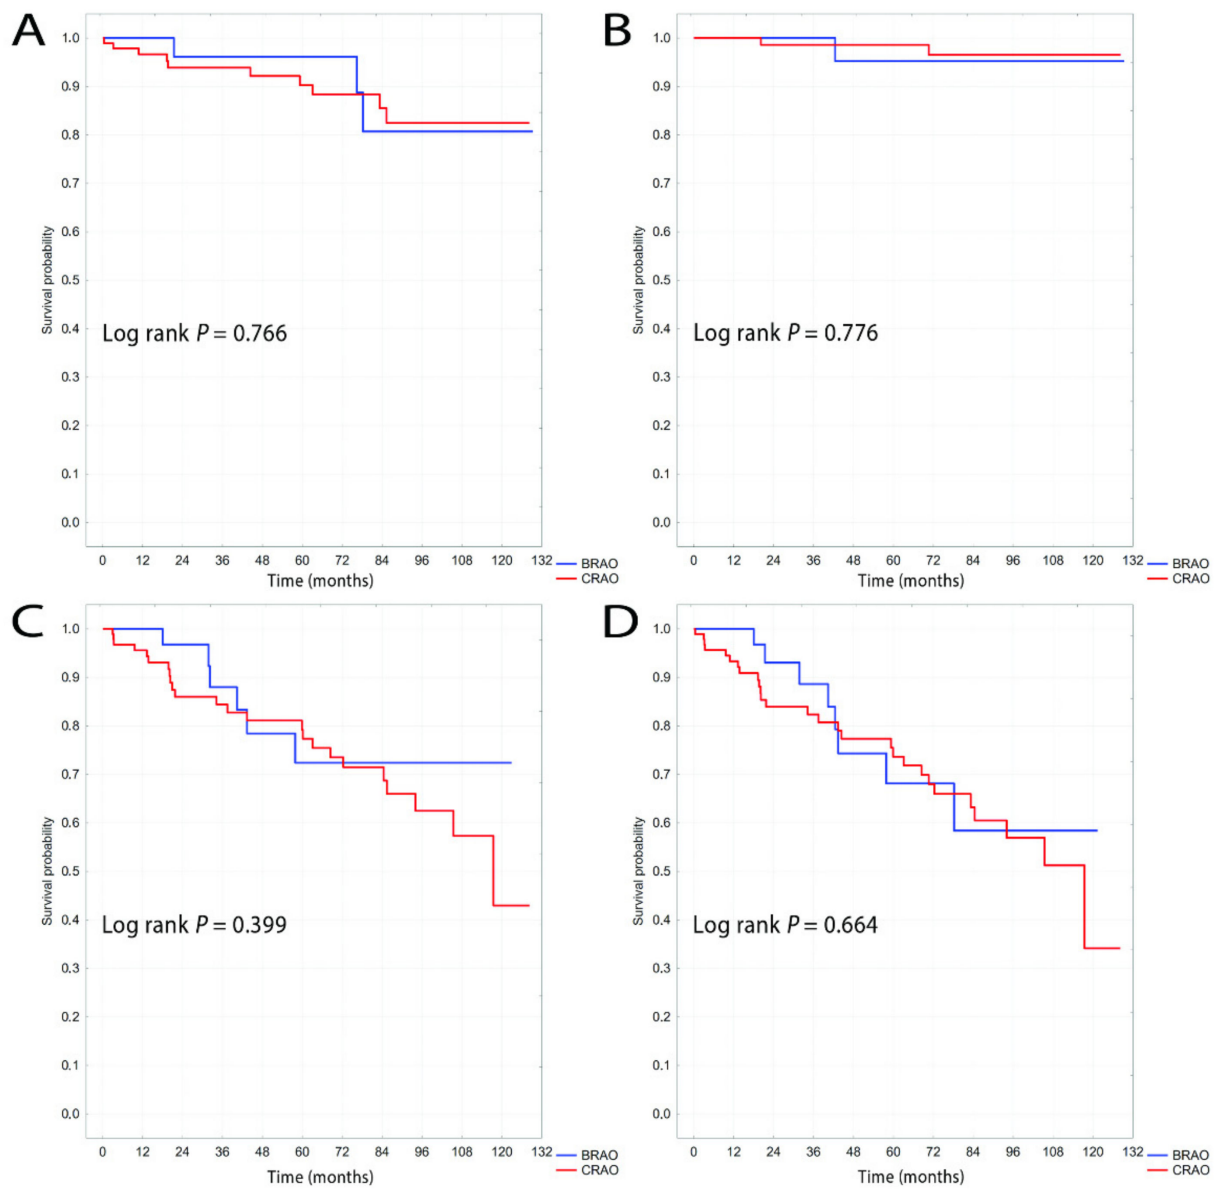 A
1.0
0.9
0.8
0.7
0.6
0.5
0.4
0.3
0.2
0.1
0.0
Survival probability
Log rank P = 0.766
0 12 24 36 48 60 72 84 96 108 120 132
Time (months)
BRAO
CRAO
B
1.0
0.9
0.8
0.7
0.6
0.5
0.4
0.3
0.2
0.1
0.0
Survival probability
Log rank P = 0.776
0 12 24 36 48 60 72 84 96 108 120 132
Time (months)
BRAO
CRAO
C
1.0
0.9
0.8
0.7
0.6
0.5
0.4
0.3
0.2
0.1
0.0
Survival probability
Log rank P = 0.399
0 12 24 36 48 60 72 84 96 108 120 132
Time (months)
BRAO
CRAO
D
1.0
0.9
0.8
0.7
0.6
0.5
0.4
0.3
0.2
0.1
0.0
Survival probability
Log rank P = 0.664
0 12 24 36 48 60 72 84 96 108 120 132
Time (months)
BRAO
CRAO